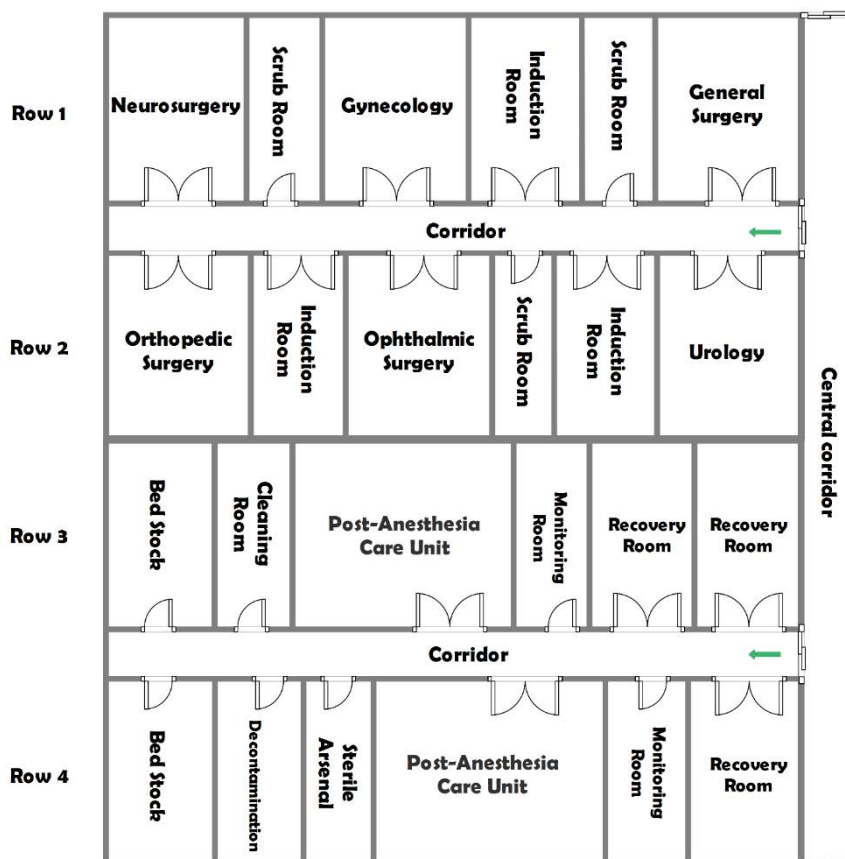 Row 1
Neurosurgery
Scrub Room
Gynecology
Induction
Room
Scrub Room
General
Surgery
Corridor
Row 2
Orthopedic
Surgery
Induction
Room
Ophthalmic
Surgery
Scrub Room
Induction
Room
Urology
Central corridor
Row 3
Bed Stock
Cleaning
Room
Post-Anesthesia
Care Unit
Monitoring
Room
Recovery
Room
Recovery
Room
Corridor
Row 4
Bed Stock
Decontamination
Sterile
Arsenal
Post-Anesthesia
Care Unit
Monitoring
Room
Recovery
Room